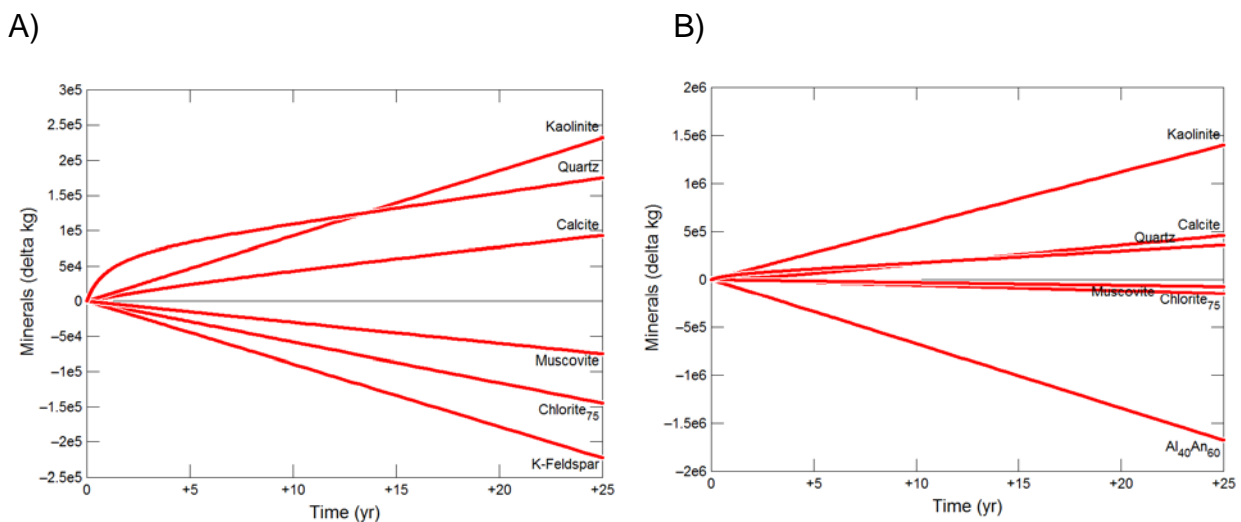 A)
B)
3e5
2.5e5
2e5
1.5e5
1e5
5e4
0
−5e4
−1e5
−1.5e5
−2e5
−2.5e5
Minerals (delta kg)
Kaolinite
Quartz
Calcite
Muscovite
Chlorite75
K-Feldspar
0 +5 +10 +15 +20 +25
Time (yr)
2e6
1.5e6
1e6
5e5
0
−5e5
−1e6
−1.5e6
−2e6
Minerals (delta kg)
Kaolinite
Calcite
Quartz
Muscovite
Chlorite75
Al40An60
0 +5 +10 +15 +20 +25
Time (yr)